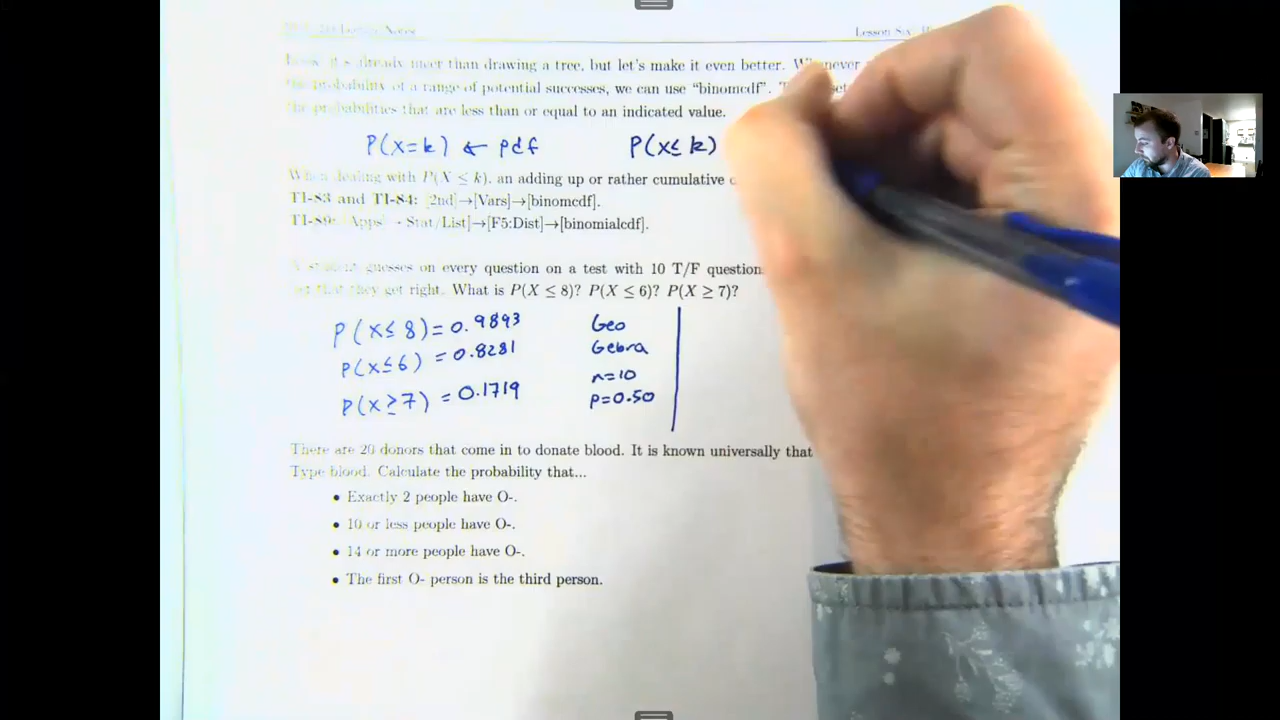 Lesson Six:
already nicer than drawing a tree, but let's make it even better. Whenever
the probability of a range of potential successes, we can use "binomcdf".
the probabilities that are less than or equal to an indicated value.
P(X=k) ← pdf P(X≤k)
When dealing with P(X ≤ k), an adding up or rather cumulative
TI-83 and TI-84: [2nd]→[Vars]→[binomcdf].
TI-89: [Apps]→Stat/List]→[F5:Dist]→[binomialcdf].
A student guesses on every question on a test with 10 T/F question
that they get right. What is P(X ≤ 8)? P(X ≤ 6)? P(X ≥ 7)?
P(X≤8)=0.9893 Geo
P(X≤6) =0.8281 Gebra
n=10
P(X≥7) =0.1719 p=0.50
There are 20 donors that come in to donate blood. It is known universally that
Type blood. Calculate the probability that...
• Exactly 2 people have O-.
• 10 or less people have O-.
• 14 or more people have O-.
• The first O- person is the third person.